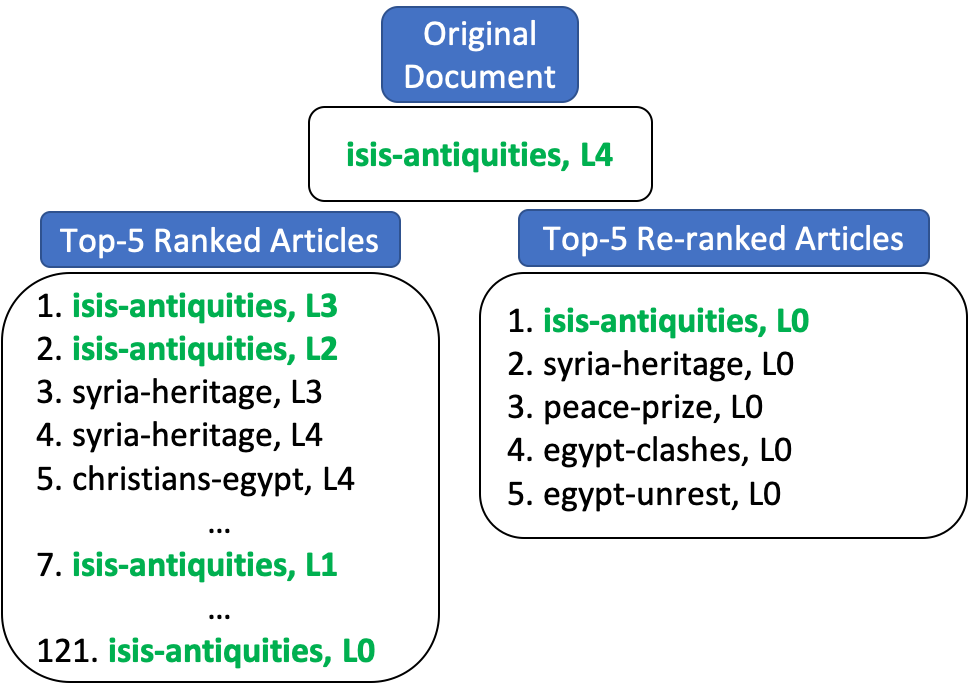 Original
Document
isis-antiquities, L4
Top-5 Ranked Articles
1. isis-antiquities, L3
2. isis-antiquities, L2
3. syria-heritage, L3
4. syria-heritage, L4
5. christians-egypt, L4
...
7. isis-antiquities, L1
...
121. isis-antiquities, L0
Top-5 Re-ranked Articles
1. isis-antiquities, L0
2. syria-heritage, L0
3. peace-prize, L0
4. egypt-clashes, L0
5. egypt-unrest, L0